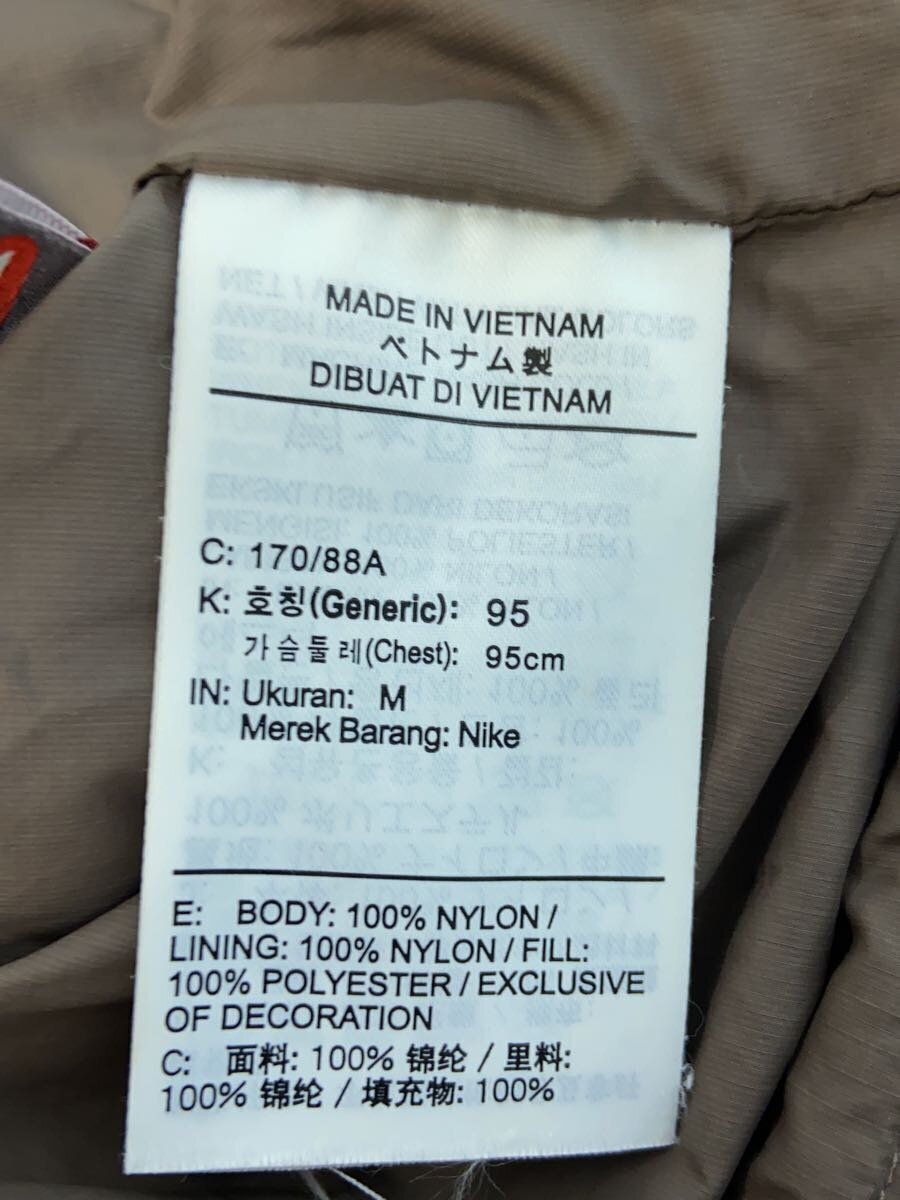 MADE IN VIETNAM
ベトナム製
DIBUAT DI VIETNAM
C: 170/88A
K: 호칭(Generic): 95
가슴둘레(Chest): 95cm
IN: Ukuran: M
Merek Barang: Nike
E: BODY: 100% NYLON /
LINING: 100% NYLON / FILL:
100% POLYESTER / EXCLUSIVE
OF DECORATION
C: 面料: 100% 锦纶 / 里料:
100% 锦纶 / 填充物: 100%